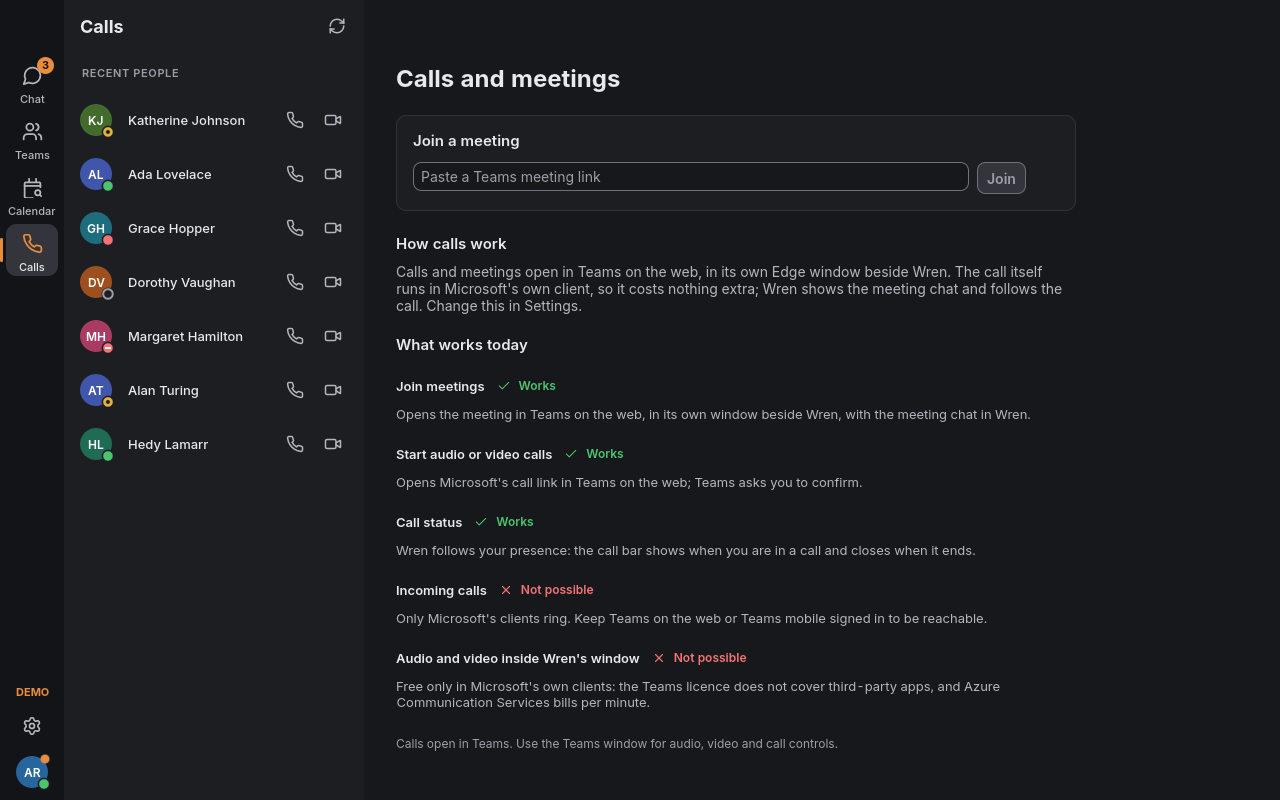 Calls
3
Chat
Teams
Calendar
Calls
RECENT PEOPLE
KJ Katherine Johnson
AL Ada Lovelace
GH Grace Hopper
DV Dorothy Vaughan
MH Margaret Hamilton
AT Alan Turing
HL Hedy Lamarr
DEMO
AR
Calls and meetings
Join a meeting
Paste a Teams meeting link Join
How calls work
Calls and meetings open in Teams on the web, in its own Edge window beside Wren. The call itself
runs in Microsoft's own client, so it costs nothing extra; Wren shows the meeting chat and follows the
call. Change this in Settings.
What works today
Join meetings Works
Opens the meeting in Teams on the web, in its own window beside Wren, with the meeting chat in Wren.
Start audio or video calls Works
Opens Microsoft's call link in Teams on the web; Teams asks you to confirm.
Call status Works
Wren follows your presence: the call bar shows when you are in a call and closes when it ends.
Incoming calls Not possible
Only Microsoft's clients ring. Keep Teams on the web or Teams mobile signed in to be reachable.
Audio and video inside Wren's window Not possible
Free only in Microsoft's own clients: the Teams licence does not cover third-party apps, and Azure
Communication Services bills per minute.
Calls open in Teams. Use the Teams window for audio, video and call controls.